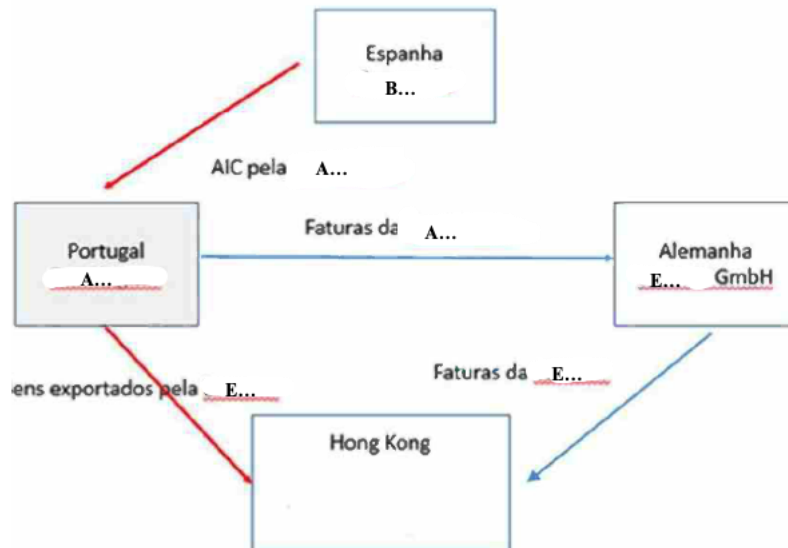 Espanha
B...
AIC pela A...
Faturas da A...
Portugal
A...
Alemanha
E... GmbH
ens exportados pela E...
Faturas da E...
Hong Kong